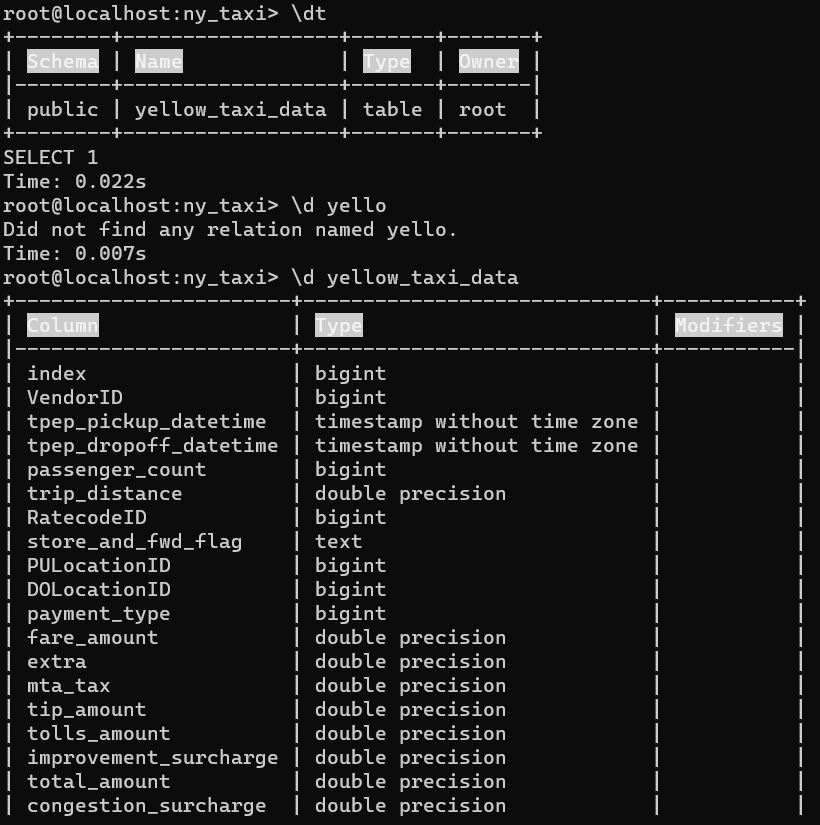 root@localhost:ny_taxi> \dt
+--------+------------------+-------+-------+
| Schema | Name             | Type  | Owner |
|--------+------------------+-------+-------|
| public | yellow_taxi_data | table | root  |
+--------+------------------+-------+-------+
SELECT 1
Time: 0.022s
root@localhost:ny_taxi> \d yello
Did not find any relation named yello.
Time: 0.007s
root@localhost:ny_taxi> \d yellow_taxi_data
+-----------------------+-----------------------------+-----------+
| Column                | Type                        | Modifiers |
|-----------------------+-----------------------------+-----------|
| index                 | bigint                      |           |
| VendorID              | bigint                      |           |
| tpep_pickup_datetime  | timestamp without time zone |           |
| tpep_dropoff_datetime | timestamp without time zone |           |
| passenger_count       | bigint                      |           |
| trip_distance         | double precision            |           |
| RatecodeID            | bigint                      |           |
| store_and_fwd_flag    | text                        |           |
| PULocationID          | bigint                      |           |
| DOLocationID          | bigint                      |           |
| payment_type          | bigint                      |           |
| fare_amount           | double precision            |           |
| extra                 | double precision            |           |
| mta_tax               | double precision            |           |
| tip_amount            | double precision            |           |
| tolls_amount          | double precision            |           |
| improvement_surcharge | double precision            |           |
| total_amount          | double precision            |           |
| congestion_surcharge  | double precision            |           |